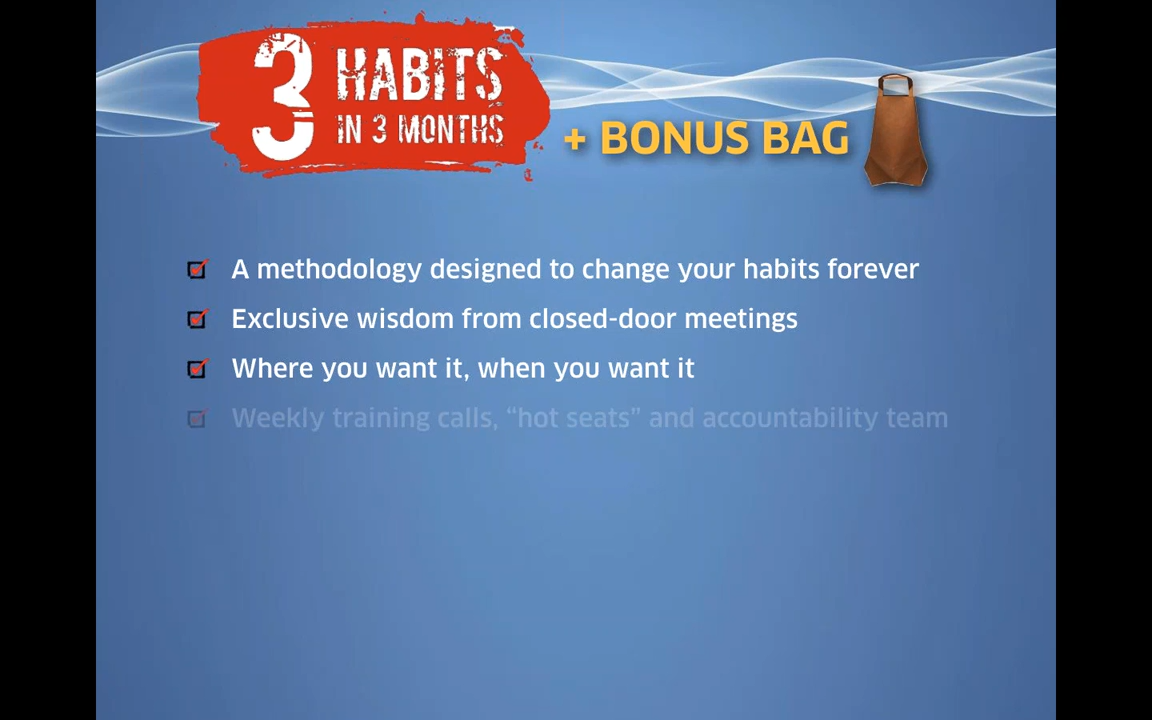 3 HABITS
IN 3 MONTHS
+ BONUS BAG
A methodology designed to change your habits forever
Exclusive wisdom from closed-door meetings
Where you want it, when you want it
Weekly training calls, “hot seats” and accountability team